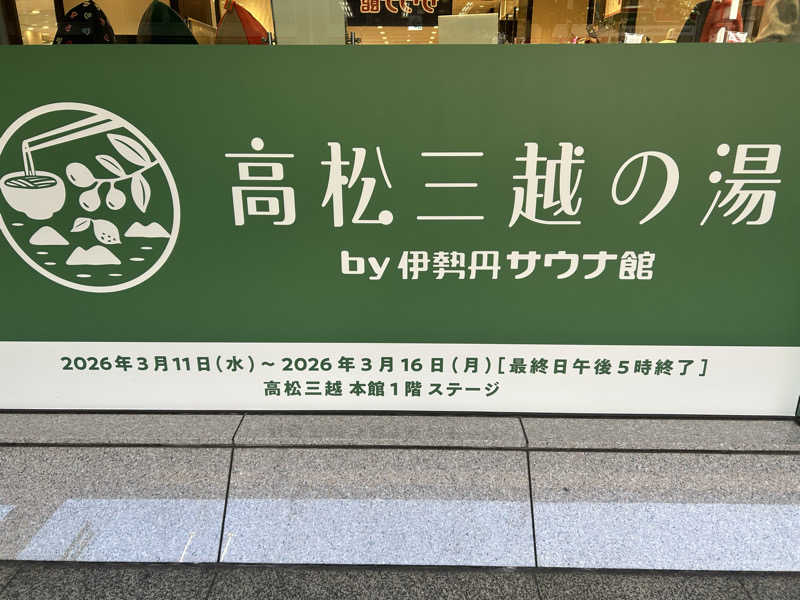 高松三越の湯
by 伊勢丹サウナ館
2026年3月11日(水)~2026年3月16日(月)[最終日午後5時終了]
高松三越 本館1階 ステージ